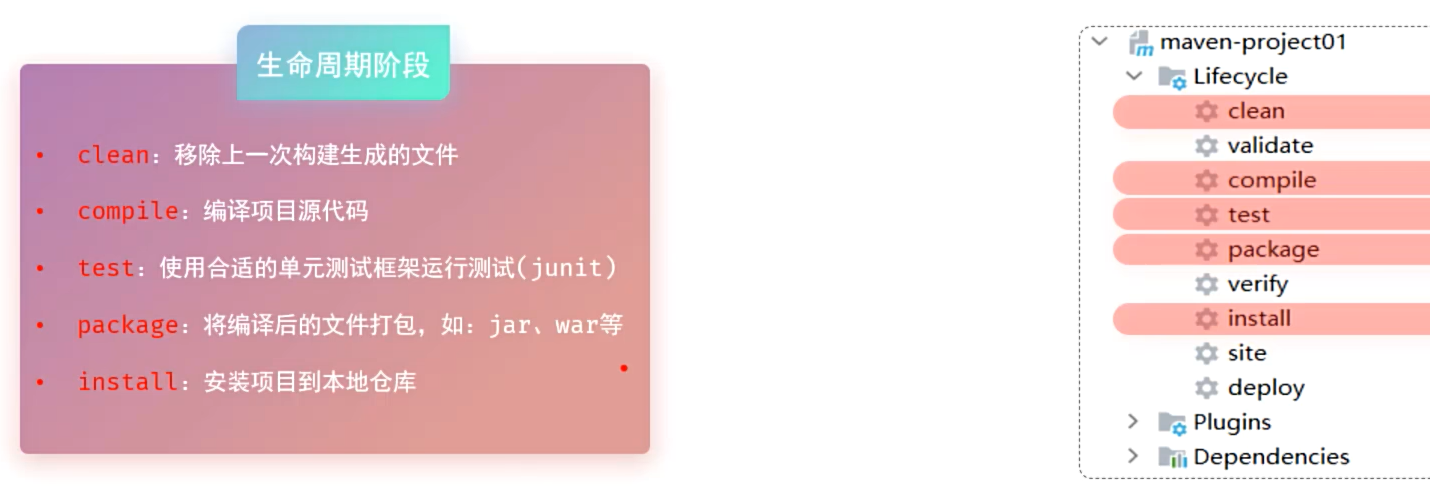 生命周期阶段
• clean：移除上一次构建生成的文件
• compile：编译项目源代码
• test：使用合适的单元测试框架运行测试(junit)
• package：将编译后的文件打包，如：jar、war等
• install：安装项目到本地仓库
maven-project01
Lifecycle
clean
validate
compile
test
package
verify
install
site
deploy
Plugins
Dependencies